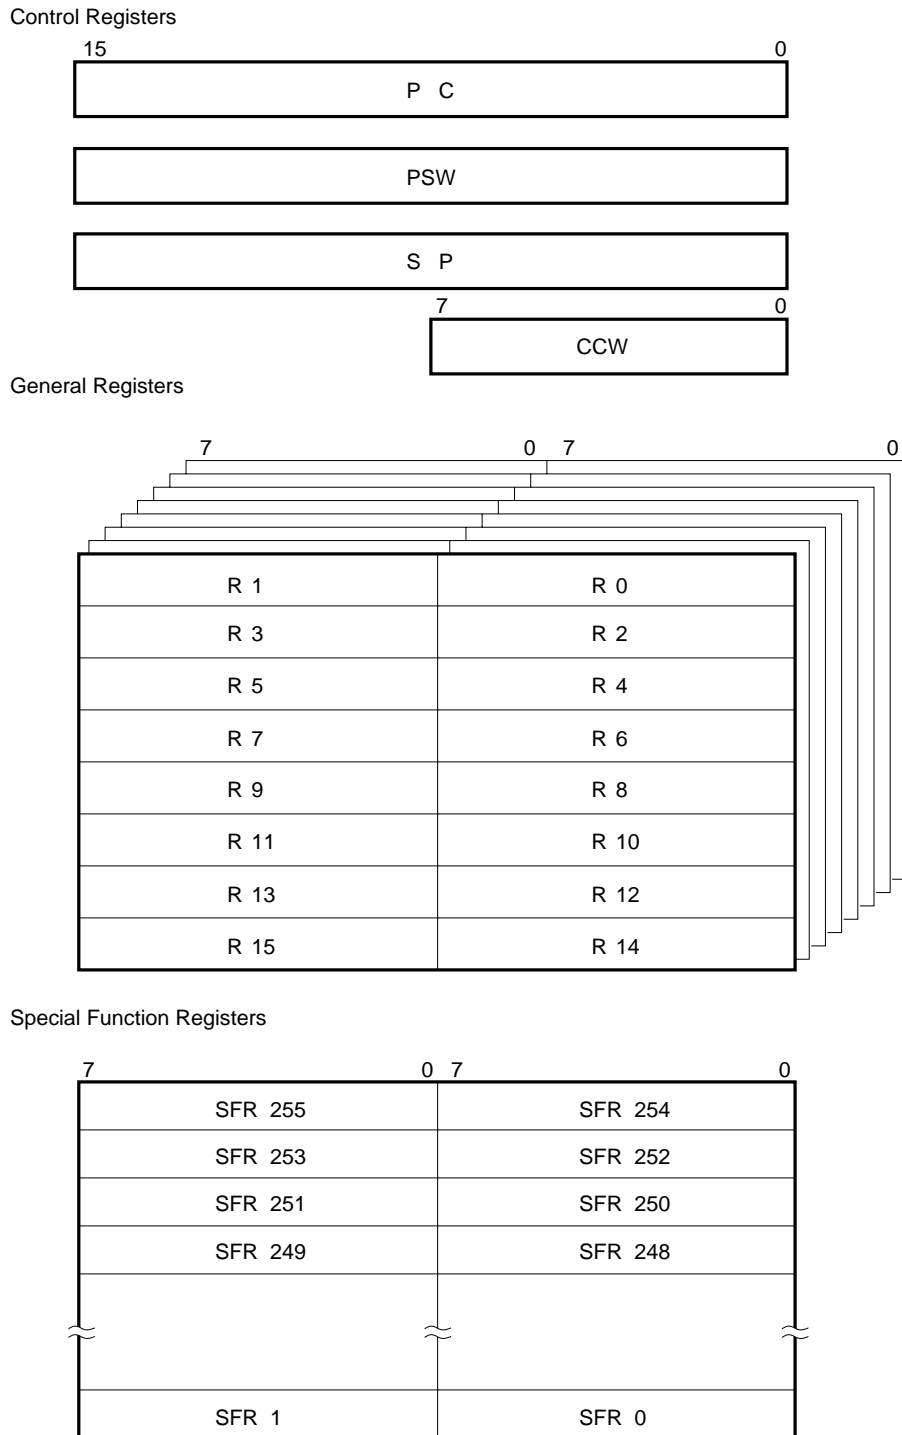 Control Registers
15 0
P C
PSW
S P
7 0
CCW
General Registers
7 0 7 0
R 1 R 0
R 3 R 2
R 5 R 4
R 7 R 6
R 9 R 8
R 11 R 10
R 13 R 12
R 15 R 14
Special Function Registers
7 0 7 0
SFR 255 SFR 254
SFR 253 SFR 252
SFR 251 SFR 250
SFR 249 SFR 248
SFR 1 SFR 0